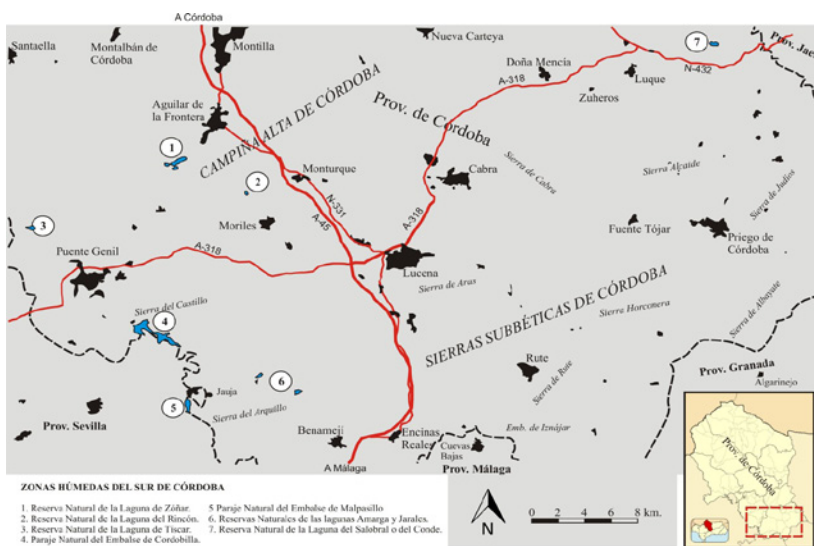 A Córdoba
Santaella
Montalbán de
Córdoba
Montilla
Nueva Carteya
7
Prov. Jaén
Doña Mencía
Luque
N-432
A-318
Zuheros
Aguilar de
la Frontera
CAMPIÑA ALTA DE CÓRDOBA
Prov. de Córdoba
1
2
Monturque
N-331
A-45
Cabra
Sierra de Cabra
Sierra Alcaide
Sierra de Judíos
3
Moriles
A-318
Puente Genil
A-318
Lucena
Fuente Tójar
Priego de
Córdoba
Sierra de Aras
SIERRAS SUBBÉTICAS DE CÓRDOBA
Sierra Horconera
Sierra de Albayate
Sierra del Castillo
4
Rute
Sierra de Rute
Prov. Granada
Algarinejo
6
Jauja
5
Sierra del Arquillo
Prov. Sevilla
Benamejí
Encinas
Reales
Emb. de Iznájar
Cuevas
Bajas
A Málaga
Prov. Málaga
Prov. de Córdoba
ZONAS HÚMEDAS DEL SUR DE CÓRDOBA
1. Reserva Natural de la Laguna de Zóñar.
2. Reserva Natural de la Laguna del Rincón.
3. Reserva Natural de la Laguna de Tíscar.
4. Paraje Natural del Embalse de Cordobilla.
5 Paraje Natural del Embalse de Malpasillo
6. Reservas Naturales de las lagunas Amarga y Jarales.
7. Reserva Natural de la Laguna del Salobral o del Conde.
N
0 2 4 6 8 km.